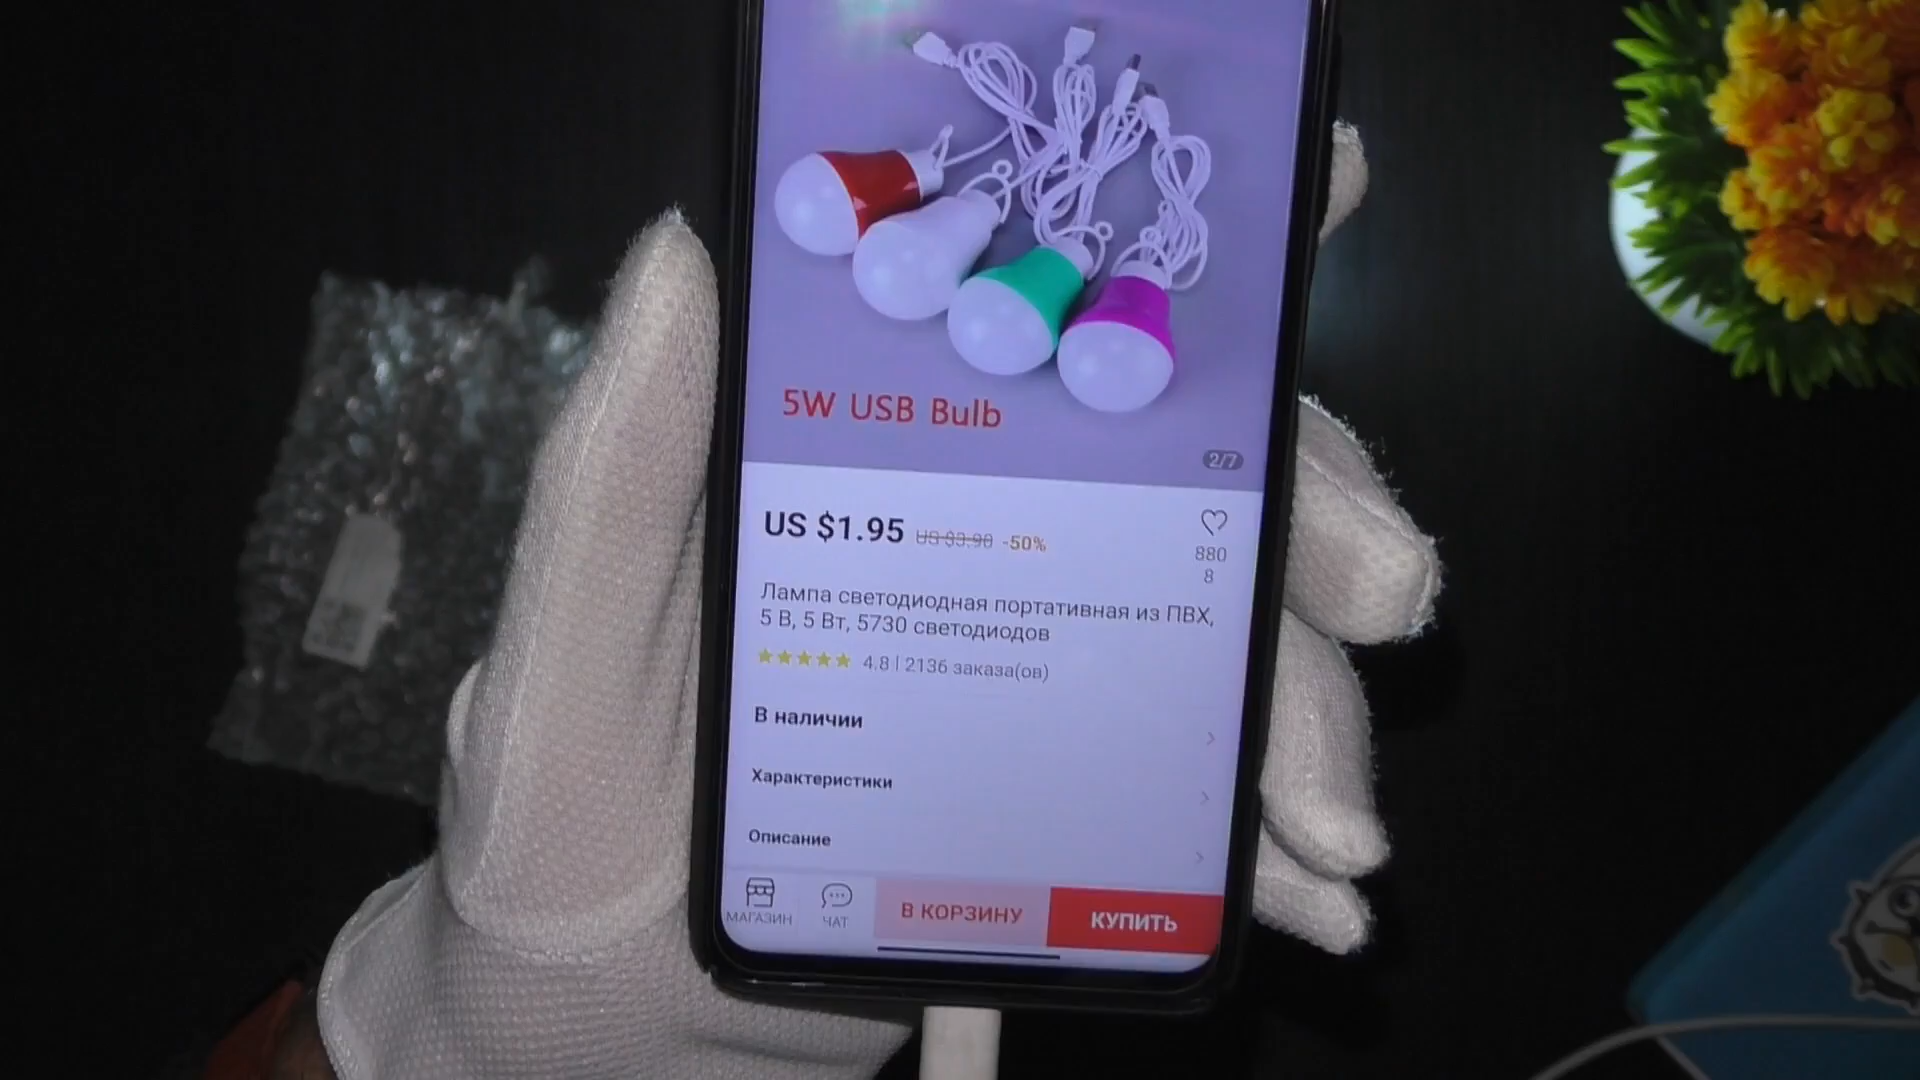 5W USB Bulb
2/7
US $1.95 US $3.90 -50%
880
8
Лампа светодиодная портативная из ПВХ,
5 В, 5 Вт, 5730 светодиодов
4.8 | 2136 заказа(ов)
В наличии
Характеристики
Описание
МАГАЗИН
ЧАТ
В КОРЗИНУ
КУПИТЬ